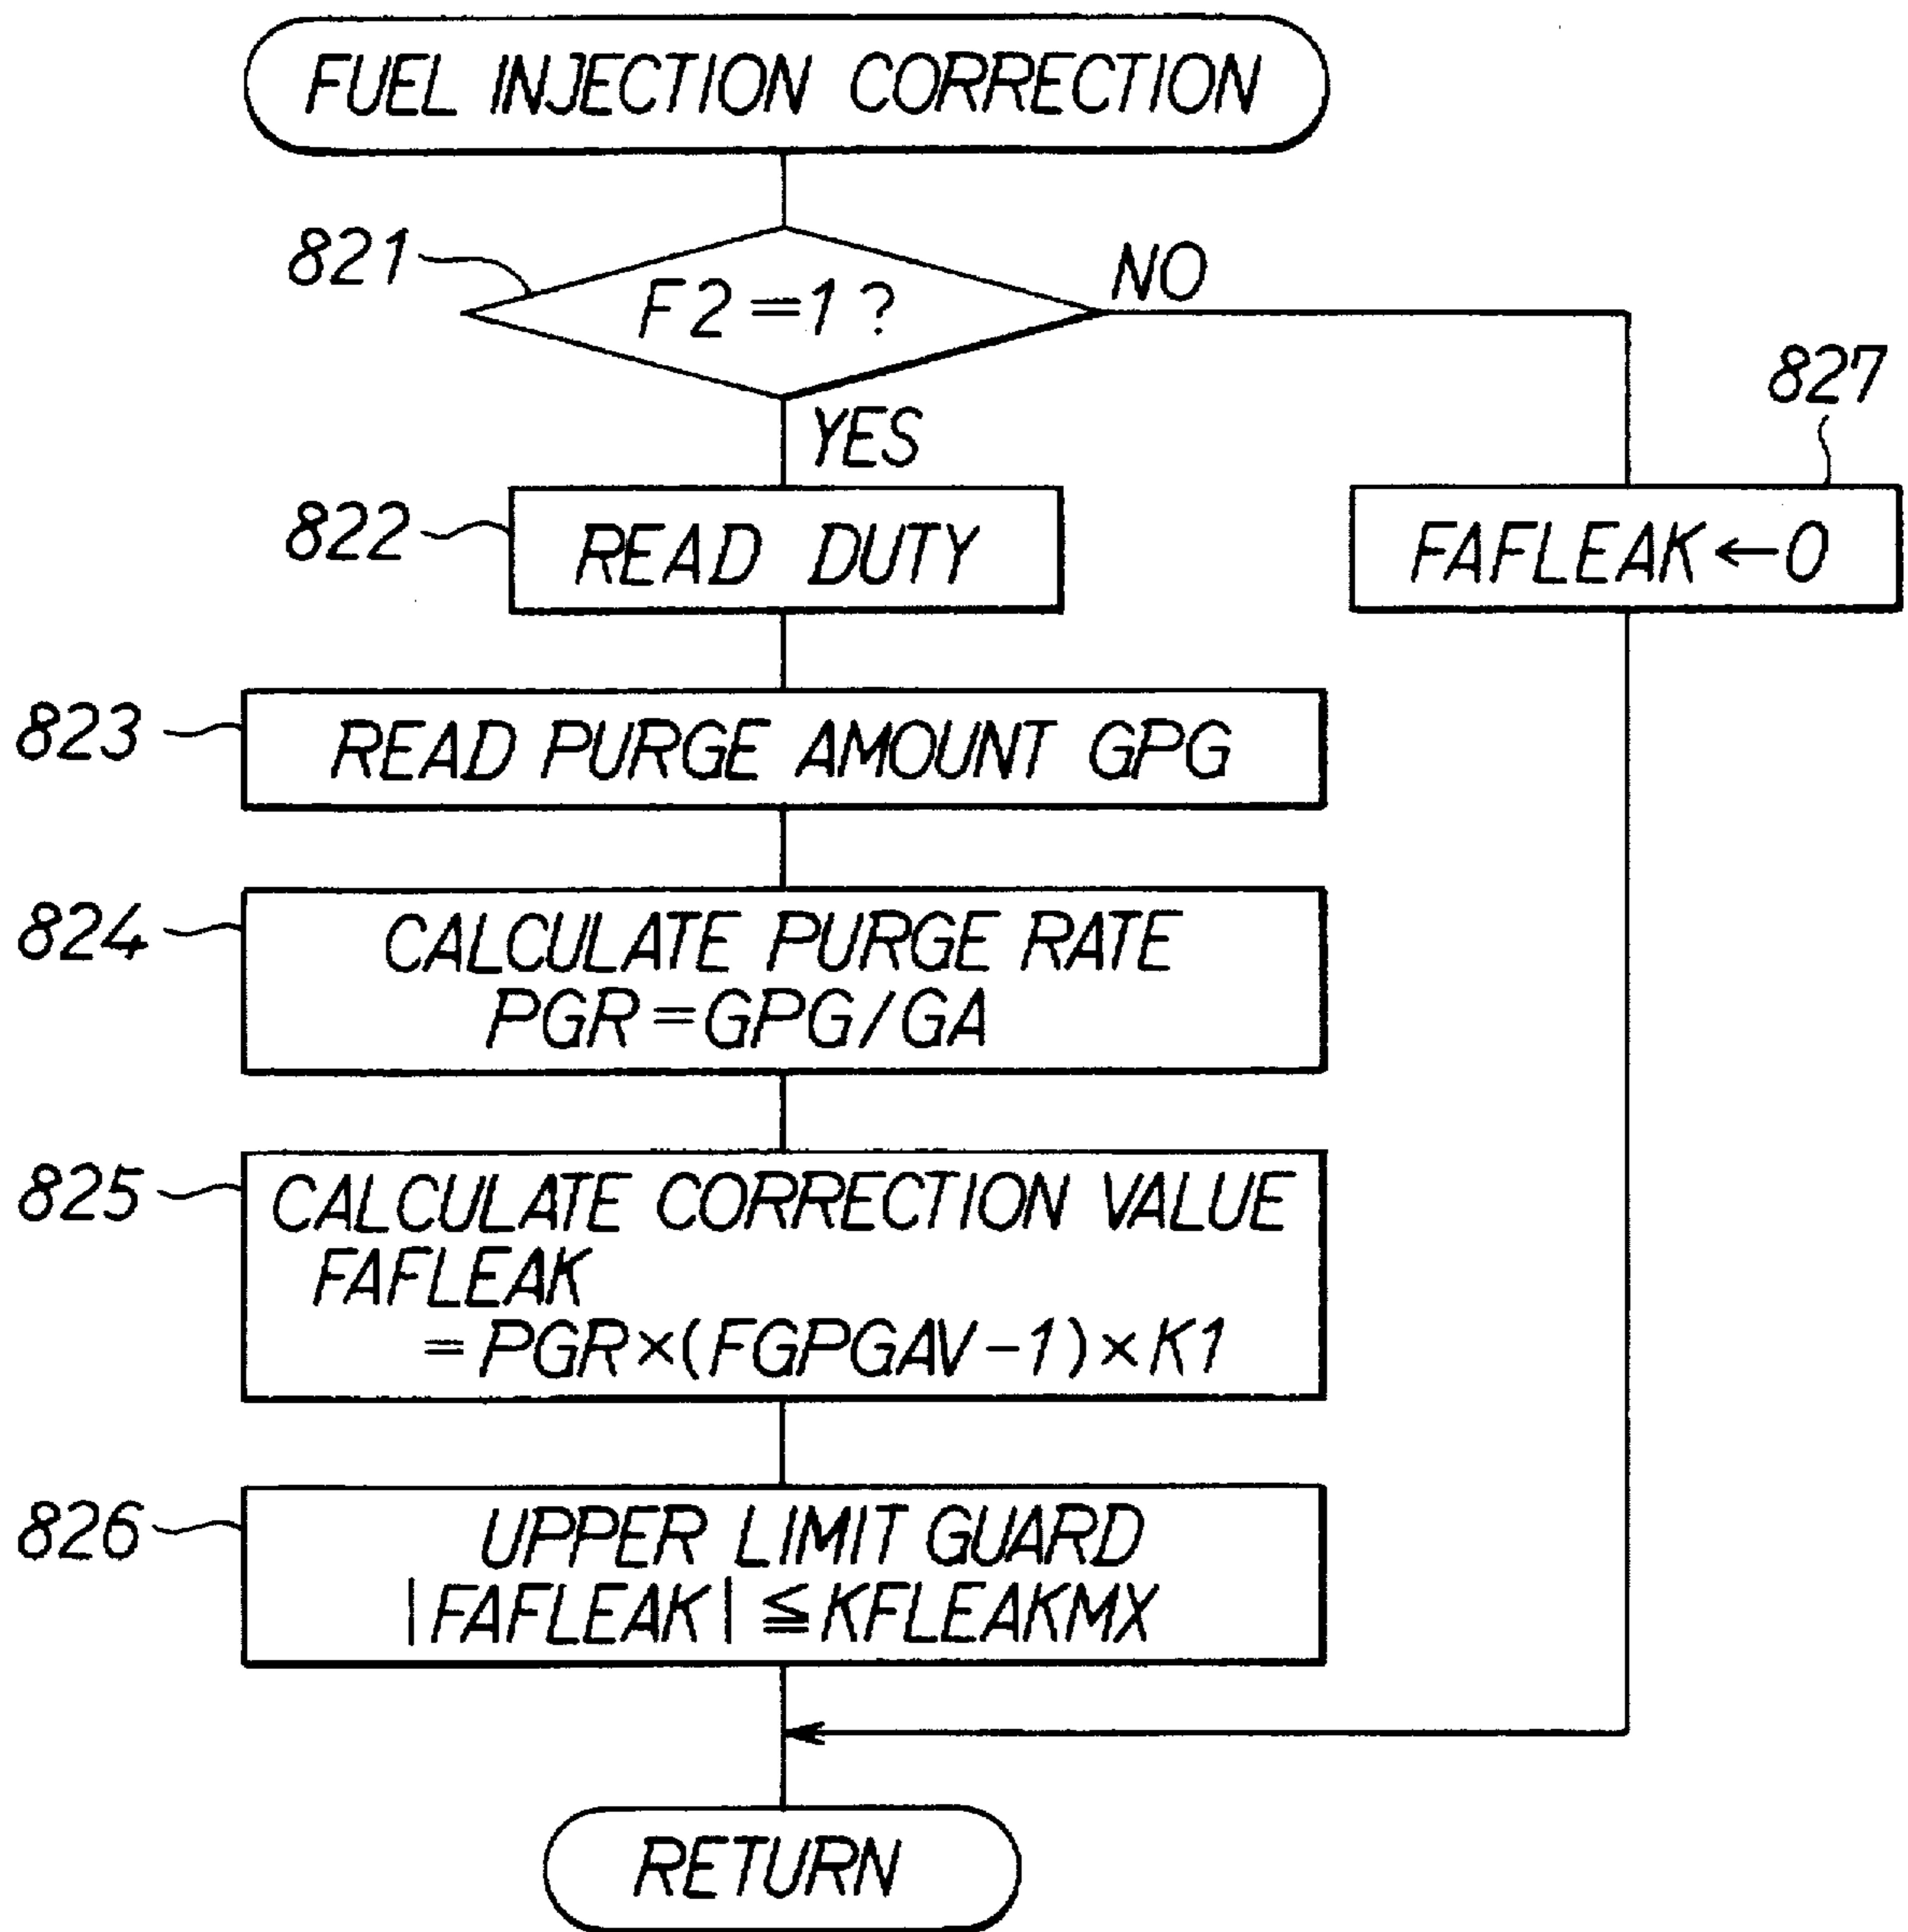 FUEL INJECTION CORRECTION
821
F2=1?
NO
YES
827
822
READ DUTY
FAFLEAK←0
823
READ PURGE AMOUNT GPG
824
CALCULATE PURGE RATE
PGR=GPG/GA
825
CALCULATE CORRECTION VALUE
FAFLEAK
=PGR×(FGPGAV-1)×K1
826
UPPER LIMIT GUARD
|FAFLEAK|≦KFLEAKMX
RETURN